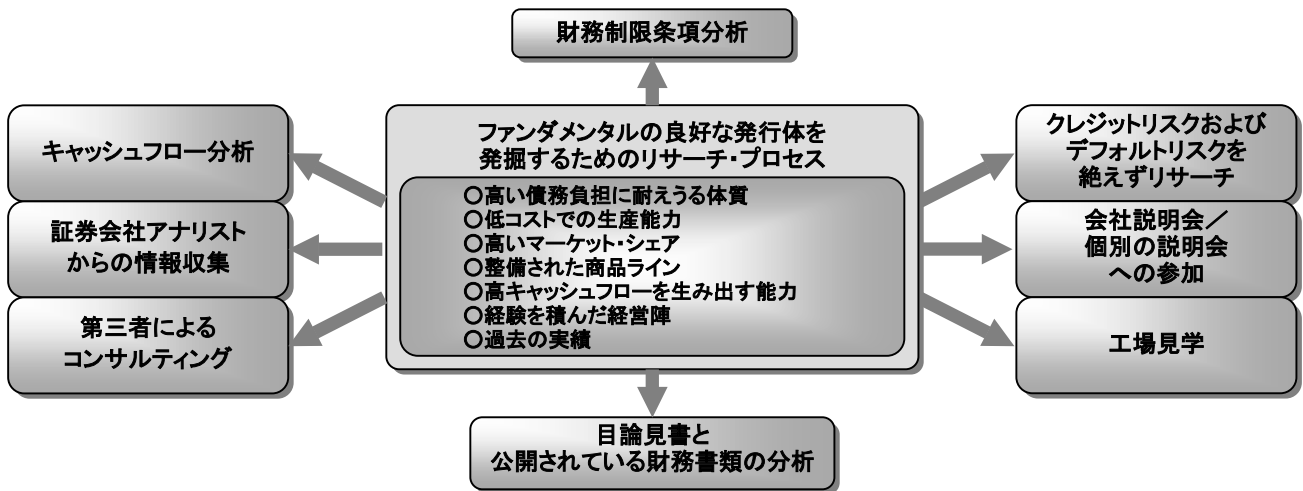 財務制限条項分析
キャッシュフロー分析
証券会社アナリスト
からの情報収集
第三者による
コンサルティング
ファンダメンタルの良好な発行体を
発掘するためのリサーチ・プロセス
○高い債務負担に耐えうる体質
○低コストでの生産能力
○高いマーケット・シェア
○整備された商品ライン
○高キャッシュフローを生み出す能力
○経験を積んだ経営陣
○過去の実績
クレジットリスクおよび
デフォルトリスクを
絶えずリサーチ
会社説明会／
個別の説明会
への参加
工場見学
目論見書と
公開されている財務書類の分析